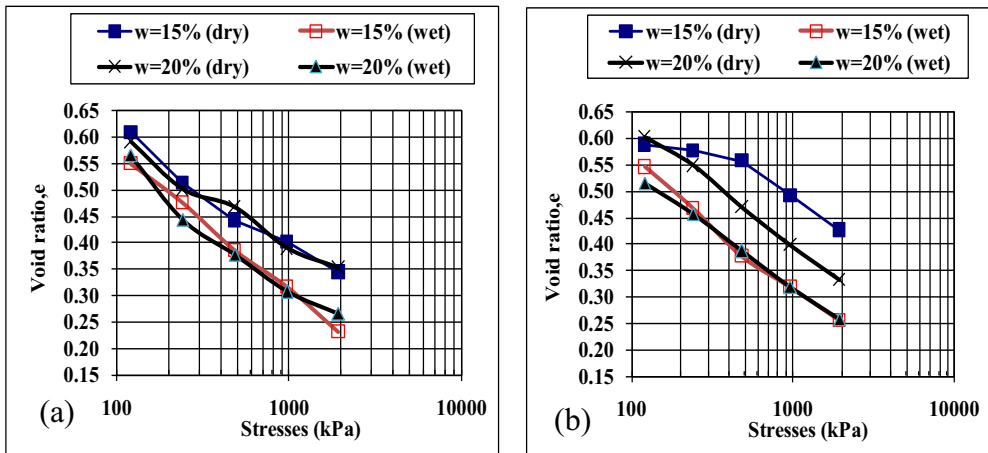 w=15% (dry) w=15% (wet)
w=20% (dry) w=20% (wet)
Void ratio,e
0.65
0.60
0.55
0.50
0.45
0.40
0.35
0.30
0.25
0.20
0.15
100 1000 10000
Stresses (kPa)
(a)
w=15% (dry) w=15% (wet)
w=20% (dry) w=20% (wet)
Void ratio,e
0.65
0.60
0.55
0.50
0.45
0.40
0.35
0.30
0.25
0.20
0.15
100 1000 10000
Stresses (kPa)
(b)